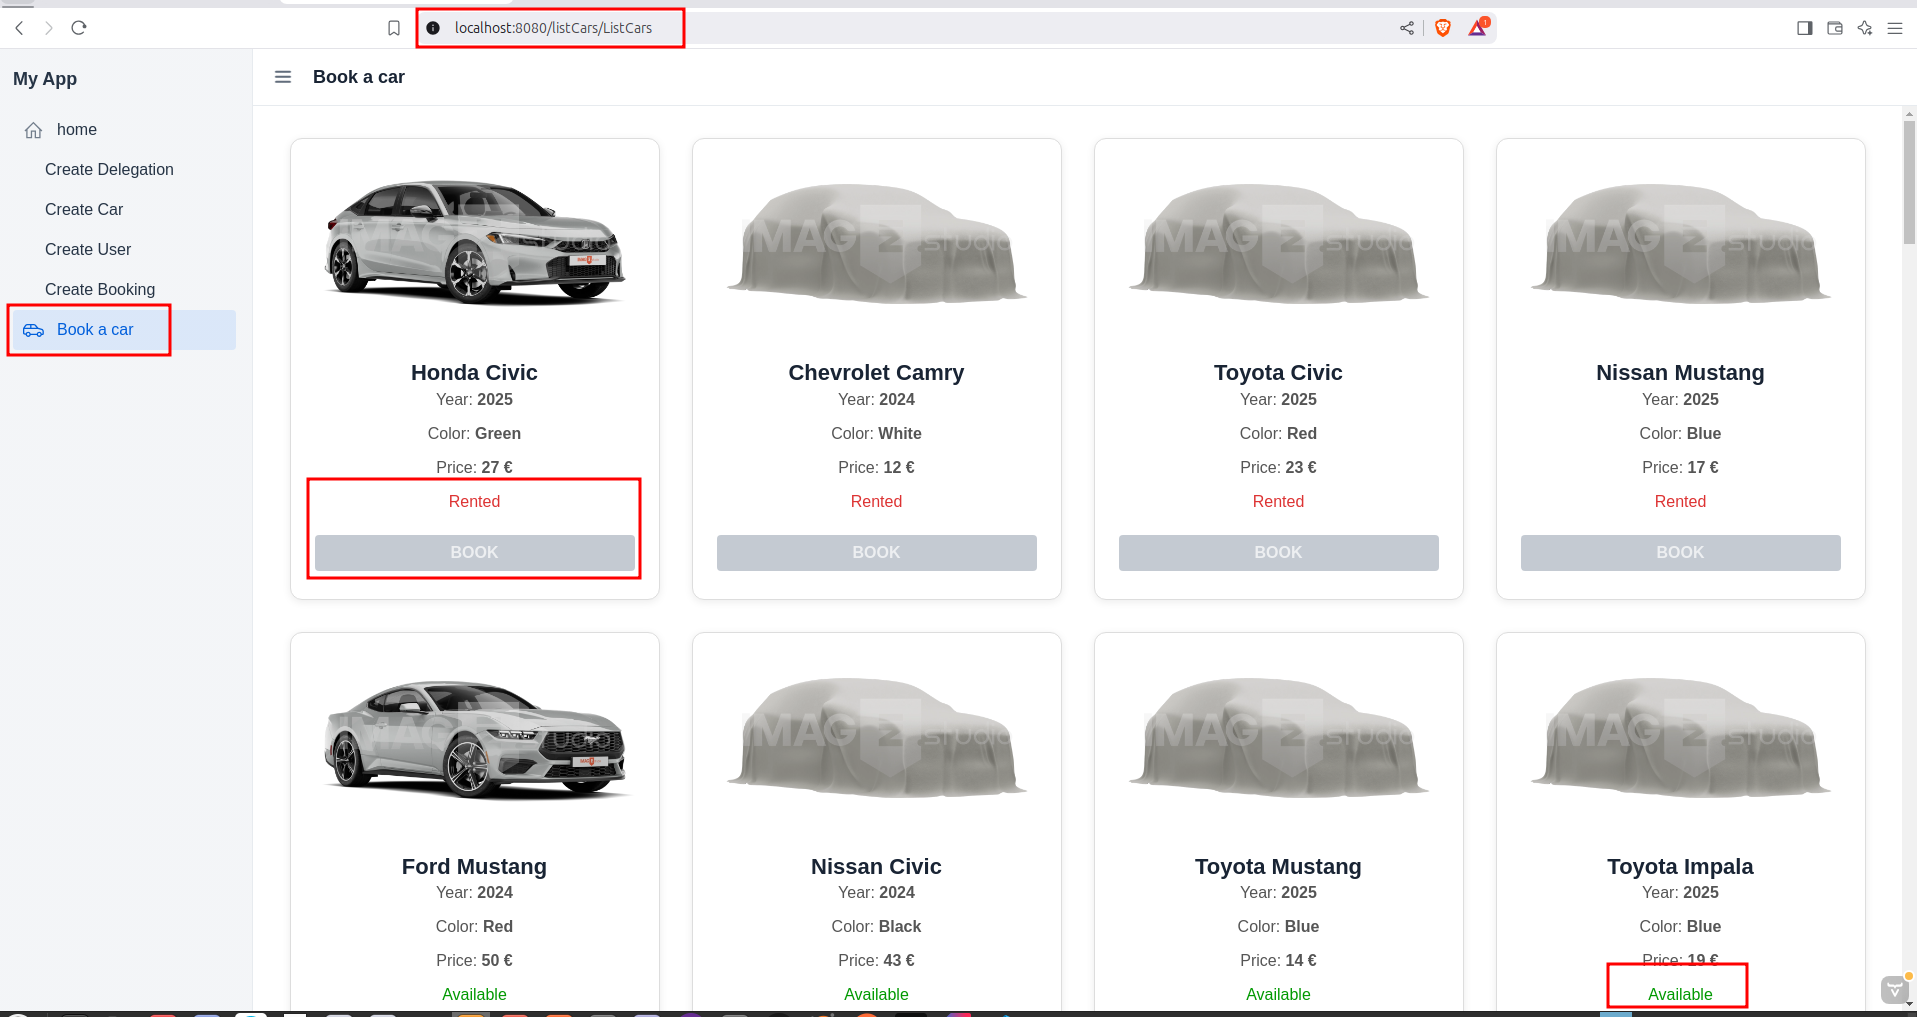 localhost:8080/listCars/ListCars
My App
Book a car
home
Create Delegation
Create Car
Create User
Create Booking
Book a car
Honda Civic
Year: 2025
Color: Green
Price: 27 €
Rented
BOOK
Chevrolet Camry
Year: 2024
Color: White
Price: 12 €
Rented
BOOK
Toyota Civic
Year: 2025
Color: Red
Price: 23 €
Rented
BOOK
Nissan Mustang
Year: 2025
Color: Blue
Price: 17 €
Rented
BOOK
Ford Mustang
Year: 2024
Color: Red
Price: 50 €
Available
Nissan Civic
Year: 2024
Color: Black
Price: 43 €
Available
Toyota Mustang
Year: 2025
Color: Blue
Price: 14 €
Available
Toyota Impala
Year: 2025
Color: Blue
Price: 19 €
Available